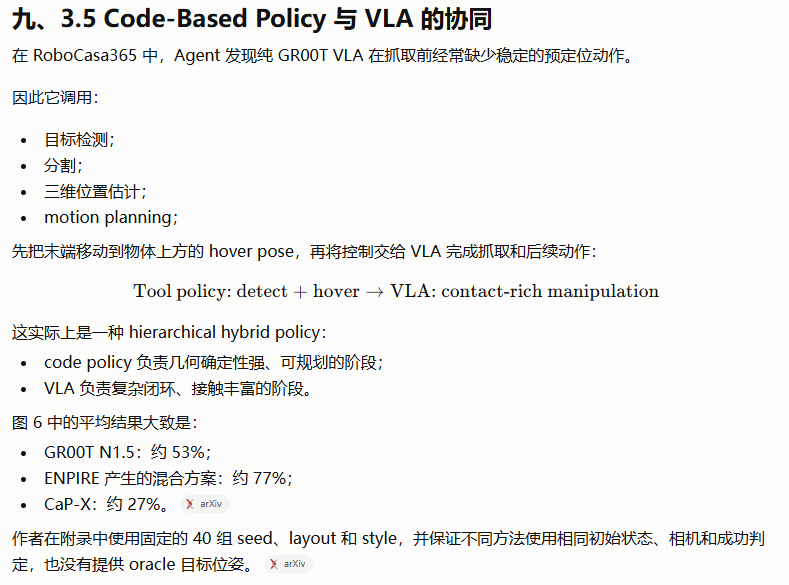 九、3.5 Code-Based Policy 与 VLA 的协同
在 RoboCasa365 中，Agent 发现纯 GR00T VLA 在抓取前经常缺少稳定的预定位动作。
因此它调用：
• 目标检测；
• 分割；
• 三维位置估计；
• motion planning；
先把末端移动到物体上方的 hover pose，再将控制交给 VLA 完成抓取和后续动作：
Tool policy: detect + hover → VLA: contact-rich manipulation
这实际上是一种 hierarchical hybrid policy：
• code policy 负责几何确定性强、可规划的阶段；
• VLA 负责复杂闭环、接触丰富的阶段。
图 6 中的平均结果大致是：
• GR00T N1.5：约 53%；
• ENPIRE 产生的混合方案：约 77%；
• CaP-X：约 27%。 arXiv
作者在附录中使用固定的 40 组 seed、layout 和 style，并保证不同方法使用相同初始状态、相机和成功判
定，也没有提供 oracle 目标位姿。 arXiv